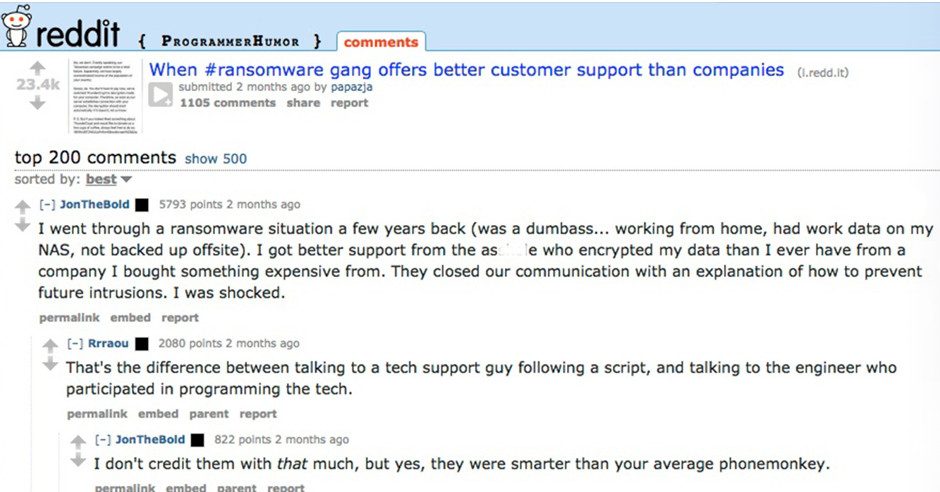 reddit { PROGRAMMERHUMOR } comments
When #ransomware gang offers better customer support than companies (i.redd.it)
23.4k
submitted 2 months ago by papazja
1105 comments share report
top 200 comments show 500
sorted by: best
[-] JonTheBold 5793 points 2 months ago
I went through a ransomware situation a few years back (was a dumbass... working from home, had work data on my
NAS, not backed up offsite). I got better support from the as e who encrypted my data than I ever have from a
company I bought something expensive from. They closed our communication with an explanation of how to prevent
future intrusions. I was shocked.
permalink embed report
[-] Rrraou 2080 points 2 months ago
That's the difference between talking to a tech support guy following a script, and talking to the engineer who
participated in programming the tech.
permalink embed parent report
[-] JonTheBold 822 points 2 months ago
I don't credit them with that much, but yes, they were smarter than your average phonemonkey.
permalink embed parent report